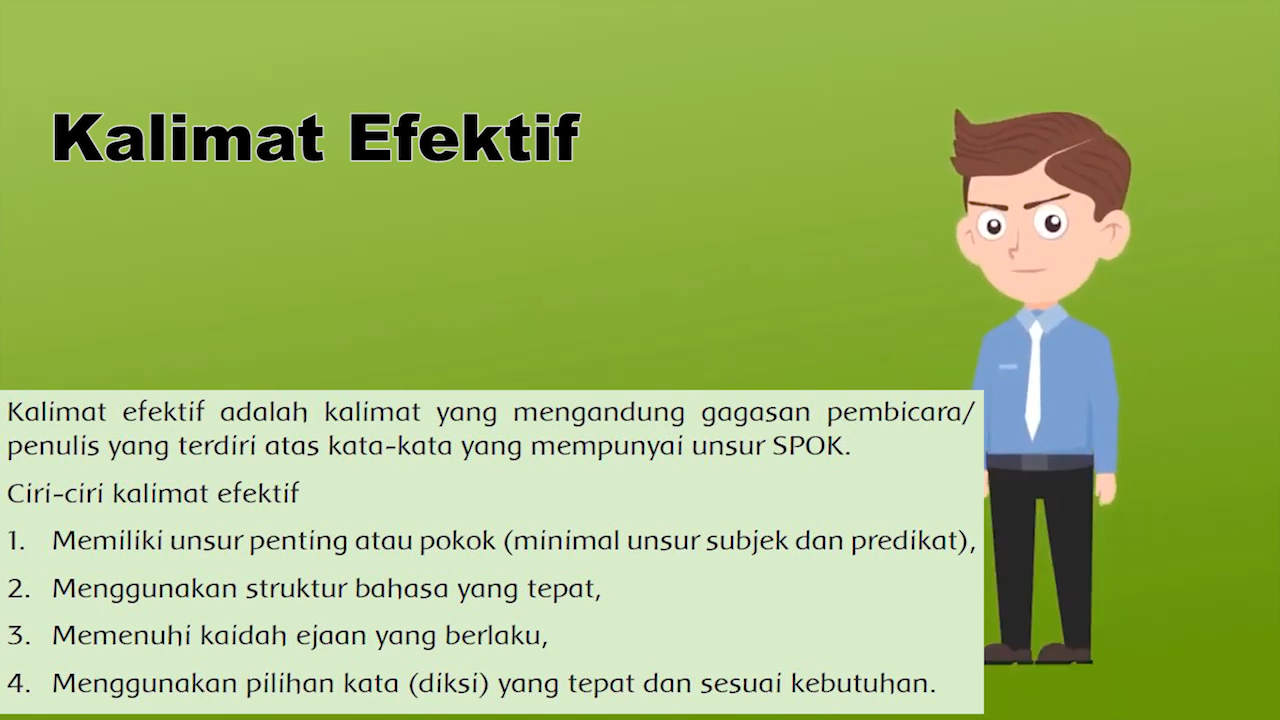 Kalimat Efektif
Kalimat efektif adalah kalimat yang mengandung gagasan pembicara/
penulis yang terdiri atas kata-kata yang mempunyai unsur SPOK.
Ciri-ciri kalimat efektif
1. Memiliki unsur penting atau pokok (minimal unsur subjek dan predikat),
2. Menggunakan struktur bahasa yang tepat,
3. Memenuhi kaidah ejaan yang berlaku,
4. Menggunakan pilihan kata (diksi) yang tepat dan sesuai kebutuhan.